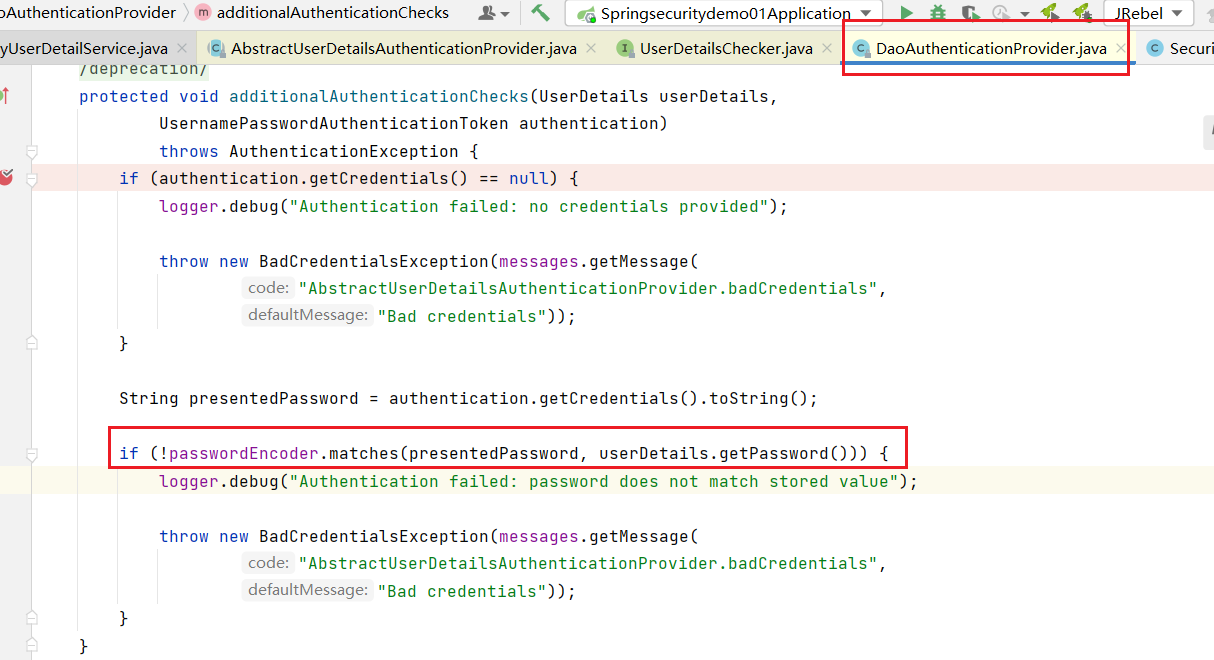 oAuthenticationProvider m additionalAuthenticationChecks Springsecuritydemo01Application JRebel
yUserDetailService.java C AbstractUserDetailsAuthenticationProvider.java I UserDetailsChecker.java C DaoAuthenticationProvider.java C Securi
/deprecation/
protected void additionalAuthenticationChecks(UserDetails userDetails,
UsernamePasswordAuthenticationToken authentication)
throws AuthenticationException {
if (authentication.getCredentials() == null) {
logger.debug("Authentication failed: no credentials provided");
throw new BadCredentialsException(messages.getMessage(
code: "AbstractUserDetailsAuthenticationProvider.badCredentials",
defaultMessage: "Bad credentials"));
}
String presentedPassword = authentication.getCredentials().toString();
if (!passwordEncoder.matches(presentedPassword, userDetails.getPassword())) {
logger.debug("Authentication failed: password does not match stored value");
throw new BadCredentialsException(messages.getMessage(
code: "AbstractUserDetailsAuthenticationProvider.badCredentials",
defaultMessage: "Bad credentials"));
}
}